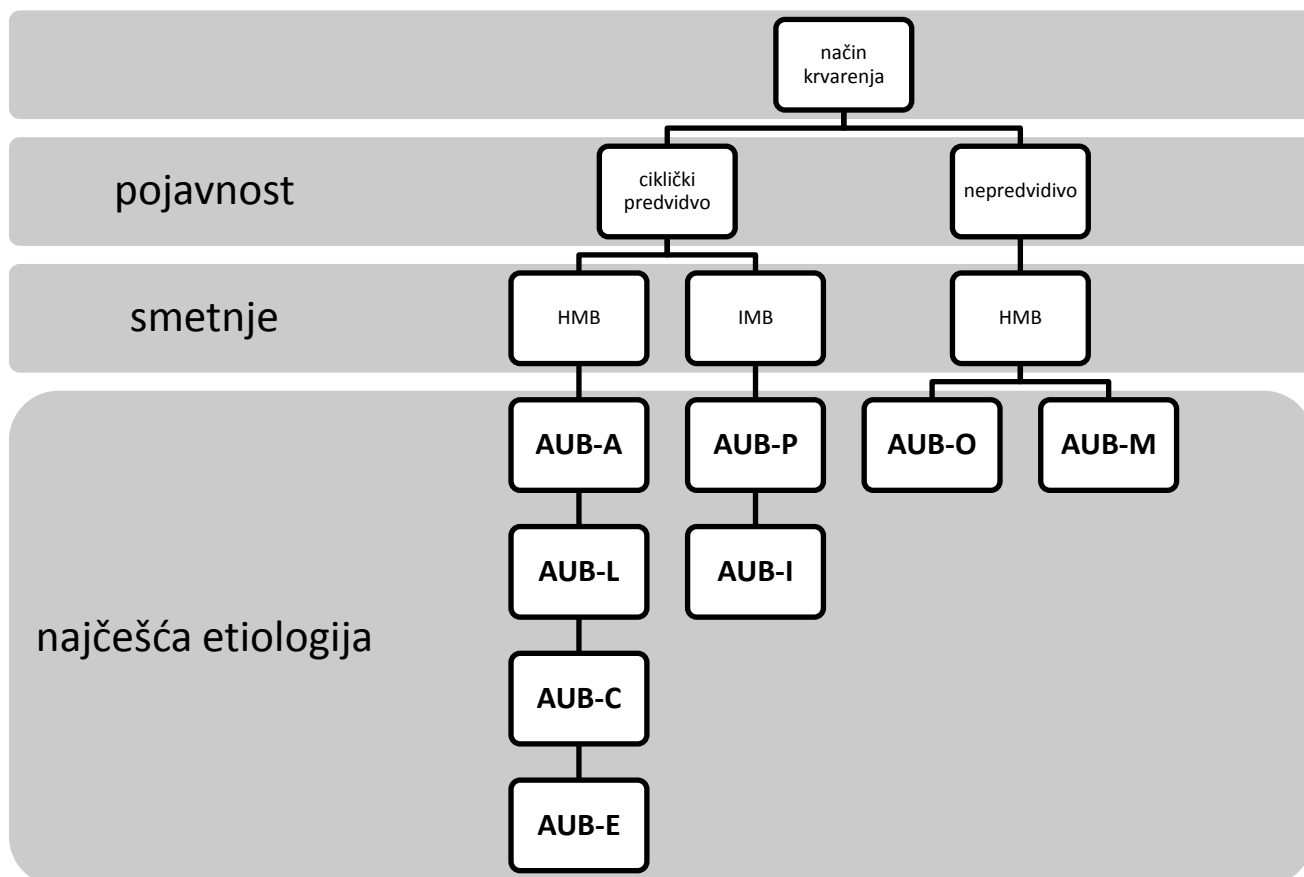 način
krvarenja
pojavnost
ciklički
predvidvo
nepredvidivo
smetnje
HMB
IMB
HMB
AUB-A
AUB-P
AUB-O
AUB-M
AUB-L
AUB-I
najčešća etiologija
AUB-C
AUB-E